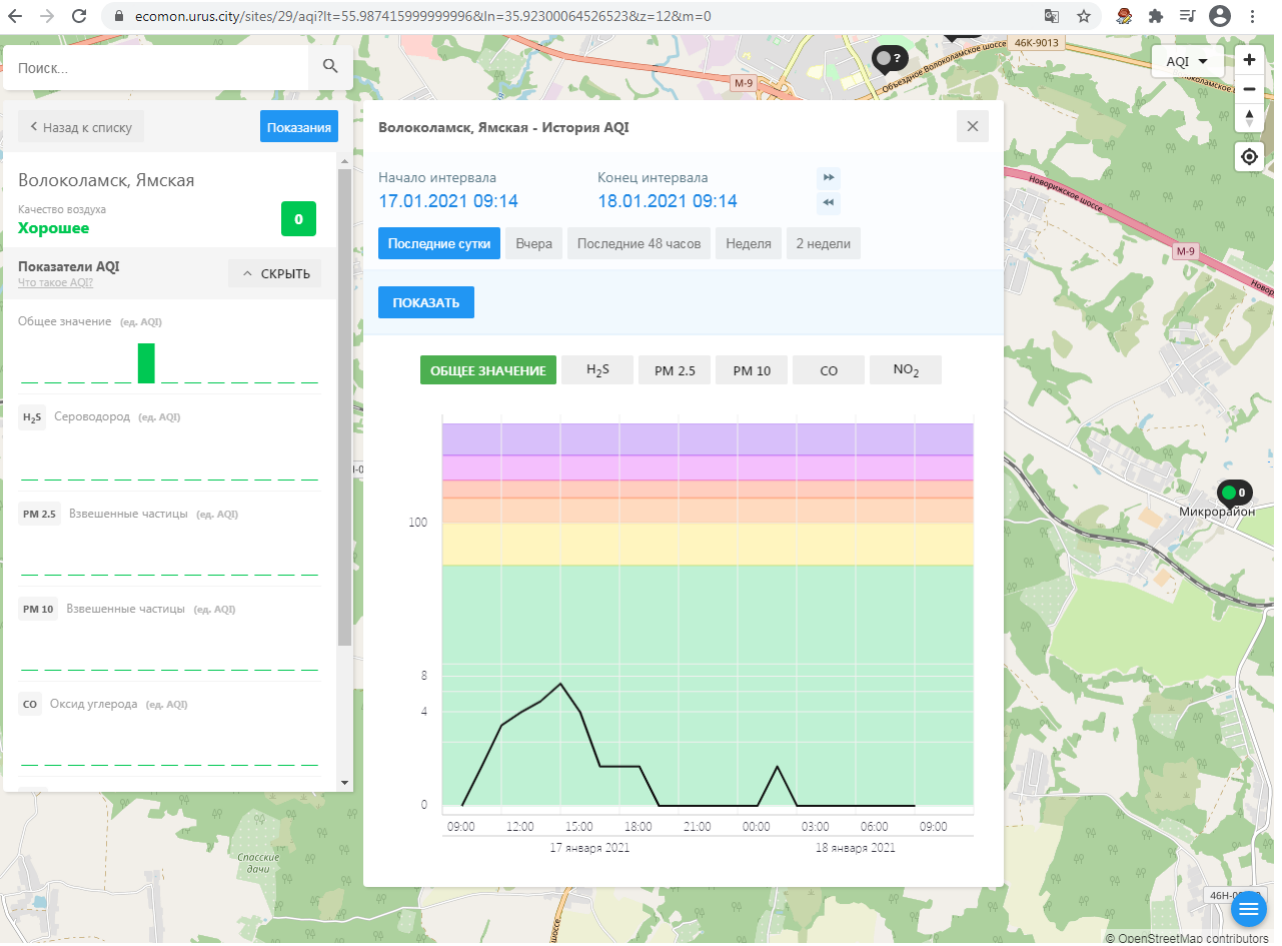 ecomon.urus.city/sites/29/aqi?lt=55.987415999999996&ln=35.92300064526523&z=12&m=0
Поиск...
46К-9013
Объездное Волоколамское шоссе
?
М-9
AQI
Назад к списку
Показания
Волоколамск, Ямская - История AQI
Волоколамск, Ямская
Качество воздуха
Хорошее
0
Начало интервала
17.01.2021 09:14
Конец интервала
18.01.2021 09:14
Новорижское шоссе
М-9
Последние сутки
Вчера
Последние 48 часов
Неделя
2 недели
Показатели AQI
Что такое AQI?
СКРЫТЬ
ПОКАЗАТЬ
Общее значение (ед. AQI)
ОБЩЕЕ ЗНАЧЕНИЕ
H2S
PM 2.5
PM 10
CO
NO2
H2S Сероводород (ед. AQI)
PM 2.5 Взвешенные частицы (ед. AQI)
PM 10 Взвешенные частицы (ед. AQI)
CO Оксид углерода (ед. AQI)
100
8
4
0
09:00
12:00
15:00
18:00
21:00
00:00
03:00
06:00
09:00
17 января 2021
18 января 2021
0
Микрорайон
Спасские
дачи
шоссе
© OpenStreetMap contributors